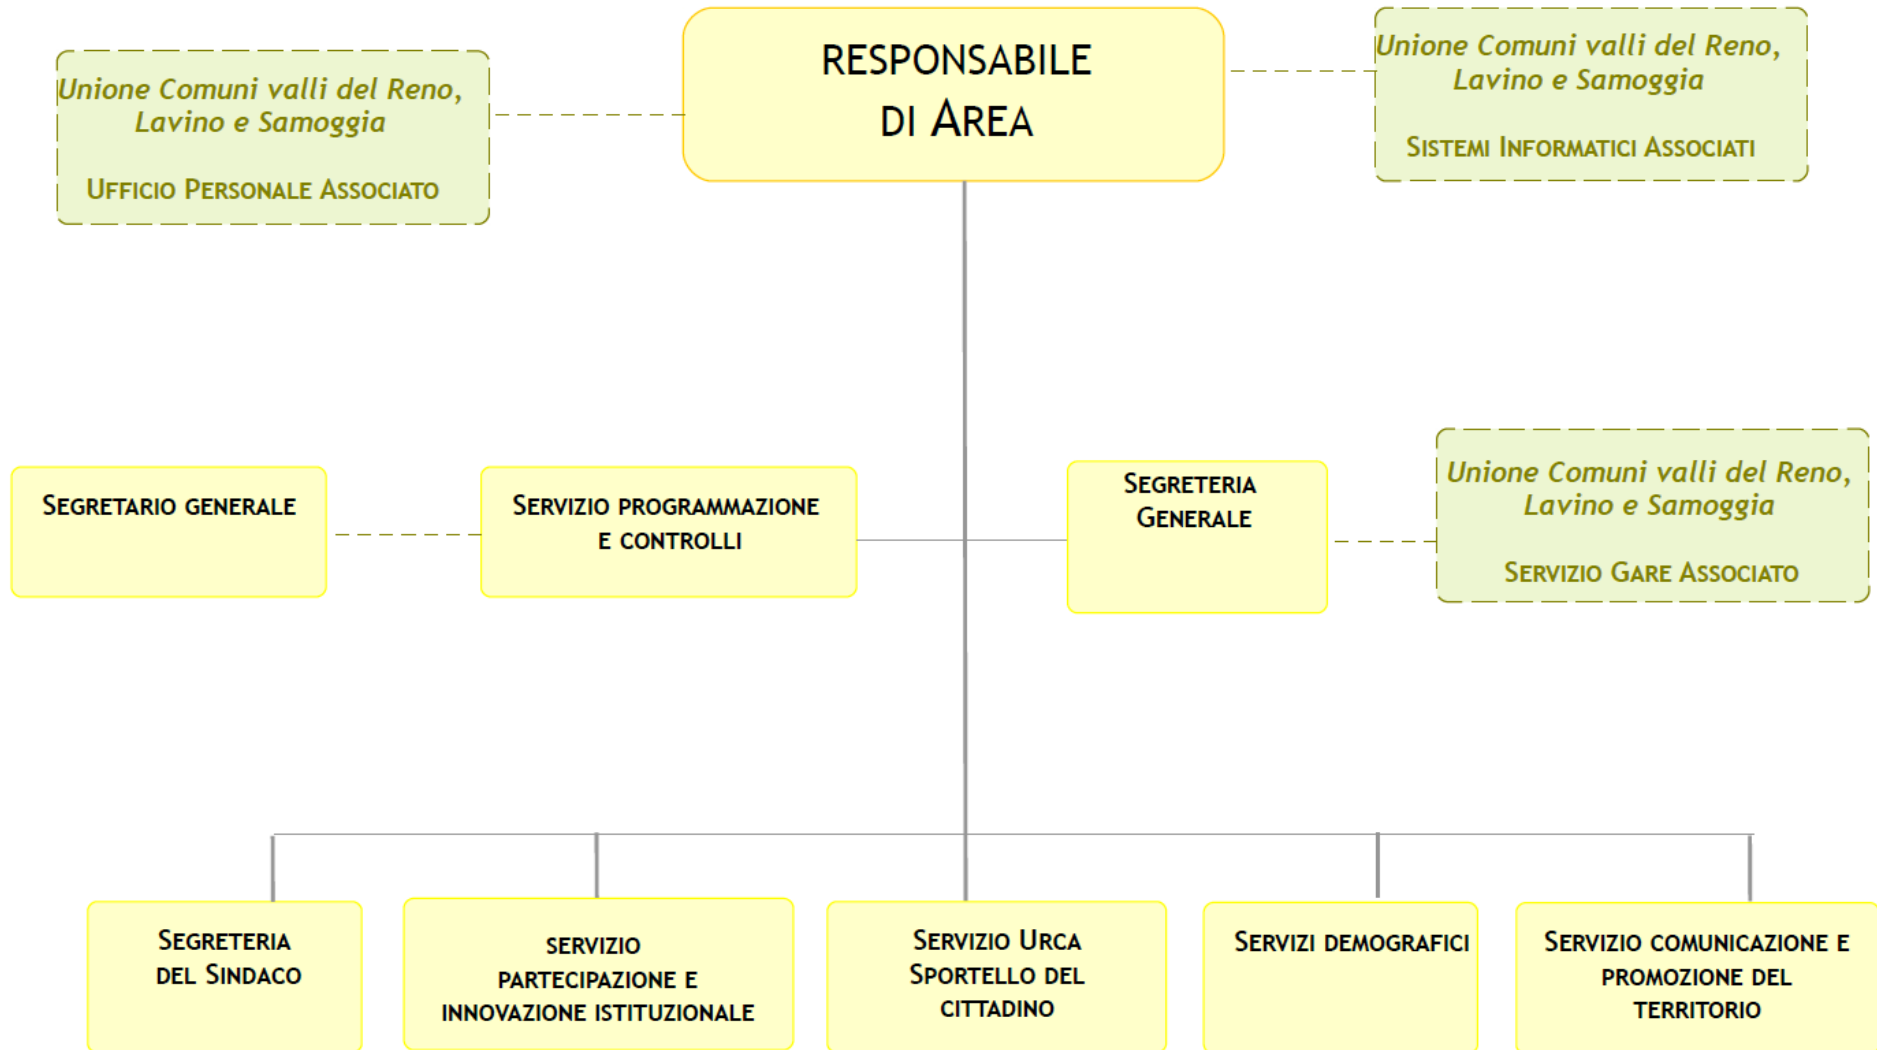 RESPONSABILE
DI AREA
Unione Comuni valli del Reno,
Lavino e Samoggia
UFFICIO PERSONALE ASSOCIATO
Unione Comuni valli del Reno,
Lavino e Samoggia
SISTEMI INFORMATICI ASSOCIATI
SEGRETARIO GENERALE
SERVIZIO PROGRAMMAZIONE
E CONTROLLI
SEGRETERIA
GENERALE
Unione Comuni valli del Reno,
Lavino e Samoggia
SERVIZIO GARE ASSOCIATO
SEGRETERIA
DEL SINDACO
SERVIZIO
PARTECIPAZIONE E
INNOVAZIONE ISTITUZIONALE
SERVIZIO URCA
SPORTELLO DEL
CITTADINO
SERVIZI DEMOGRAFICI
SERVIZIO COMUNICAZIONE E
PROMOZIONE DEL
TERRITORIO